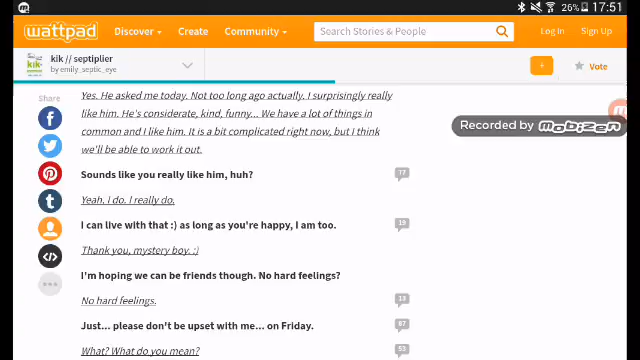 26% 17:51
wattpad
Discover
Create
Community
Search Stories & People
Log In
Sign Up
kik // septiplier
by emily_septic_eye
+
Vote
Recorded by mobizen
Share
Yes. He asked me today. Not too long ago actually. I surprisingly really
like him. He's considerate, kind, funny... We have a lot of things in
common and I like him. It is a bit complicated right now, but I think
we'll be able to work it out.
Sounds like you really like him, huh?
77
Yeah, I do. I really do.
I can live with that :) as long as you're happy, I am too.
19
Thank you, mystery boy. :)
I'm hoping we can be friends though. No hard feelings?
No hard feelings.
13
Just... please don't be upset with me... on Friday.
87
What? What do you mean?
53